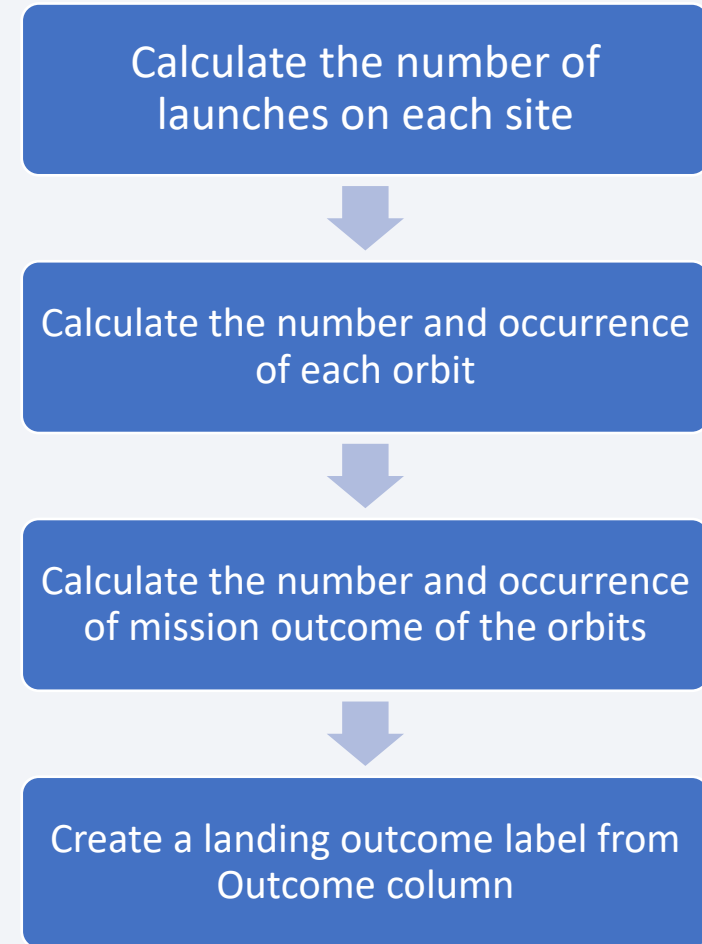 Calculate the number of
launches on each site
Calculate the number and occurrence
of each orbit
Calculate the number and occurrence
of mission outcome of the orbits
Create a landing outcome label from
Outcome column